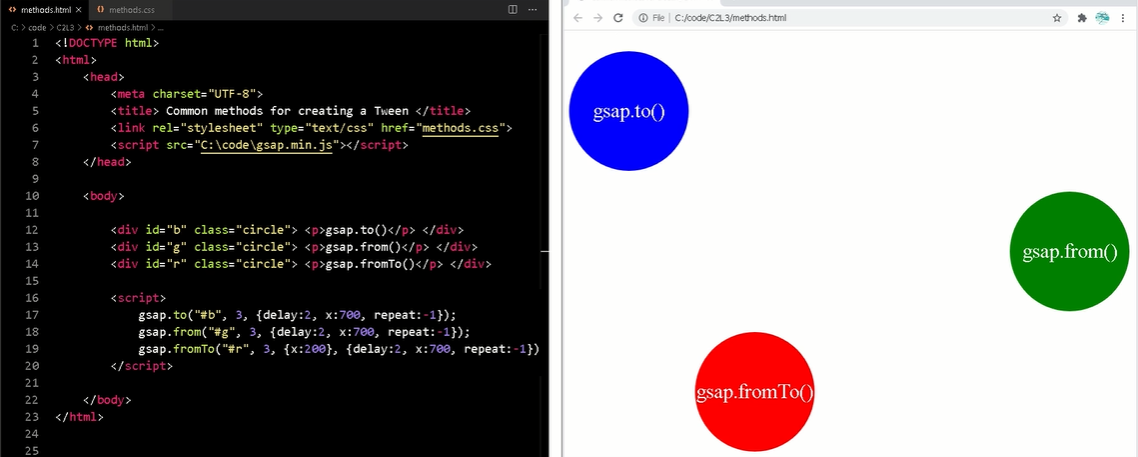 methods.html × methods.css
C: > code > C2L3 > methods.html > ...
1 <!DOCTYPE html>
2 <html>
3 <head>
4 <meta charset="UTF-8">
5 <title> Common methods for creating a Tween </title>
6 <link rel="stylesheet" type="text/css" href="methods.css">
7 <script src="C:\code\gsap.min.js"></script>
8 </head>
9
10 <body>
11
12 <div id="b" class="circle"> <p>gsap.to()</p> </div>
13 <div id="g" class="circle"> <p>gsap.from()</p> </div>
14 <div id="r" class="circle"> <p>gsap.fromTo()</p> </div>
15
16 <script>
17 gsap.to("#b", 3, {delay:2, x:700, repeat:-1});
18 gsap.from("#g", 3, {delay:2, x:700, repeat:-1});
19 gsap.fromTo("#r", 3, {x:200}, {delay:2, x:700, repeat:-1})
20 </script>
21
22 </body>
23 </html>
24
25
File | C:/code/C2L3/methods.html
gsap.to()
gsap.from()
gsap.fromTo()